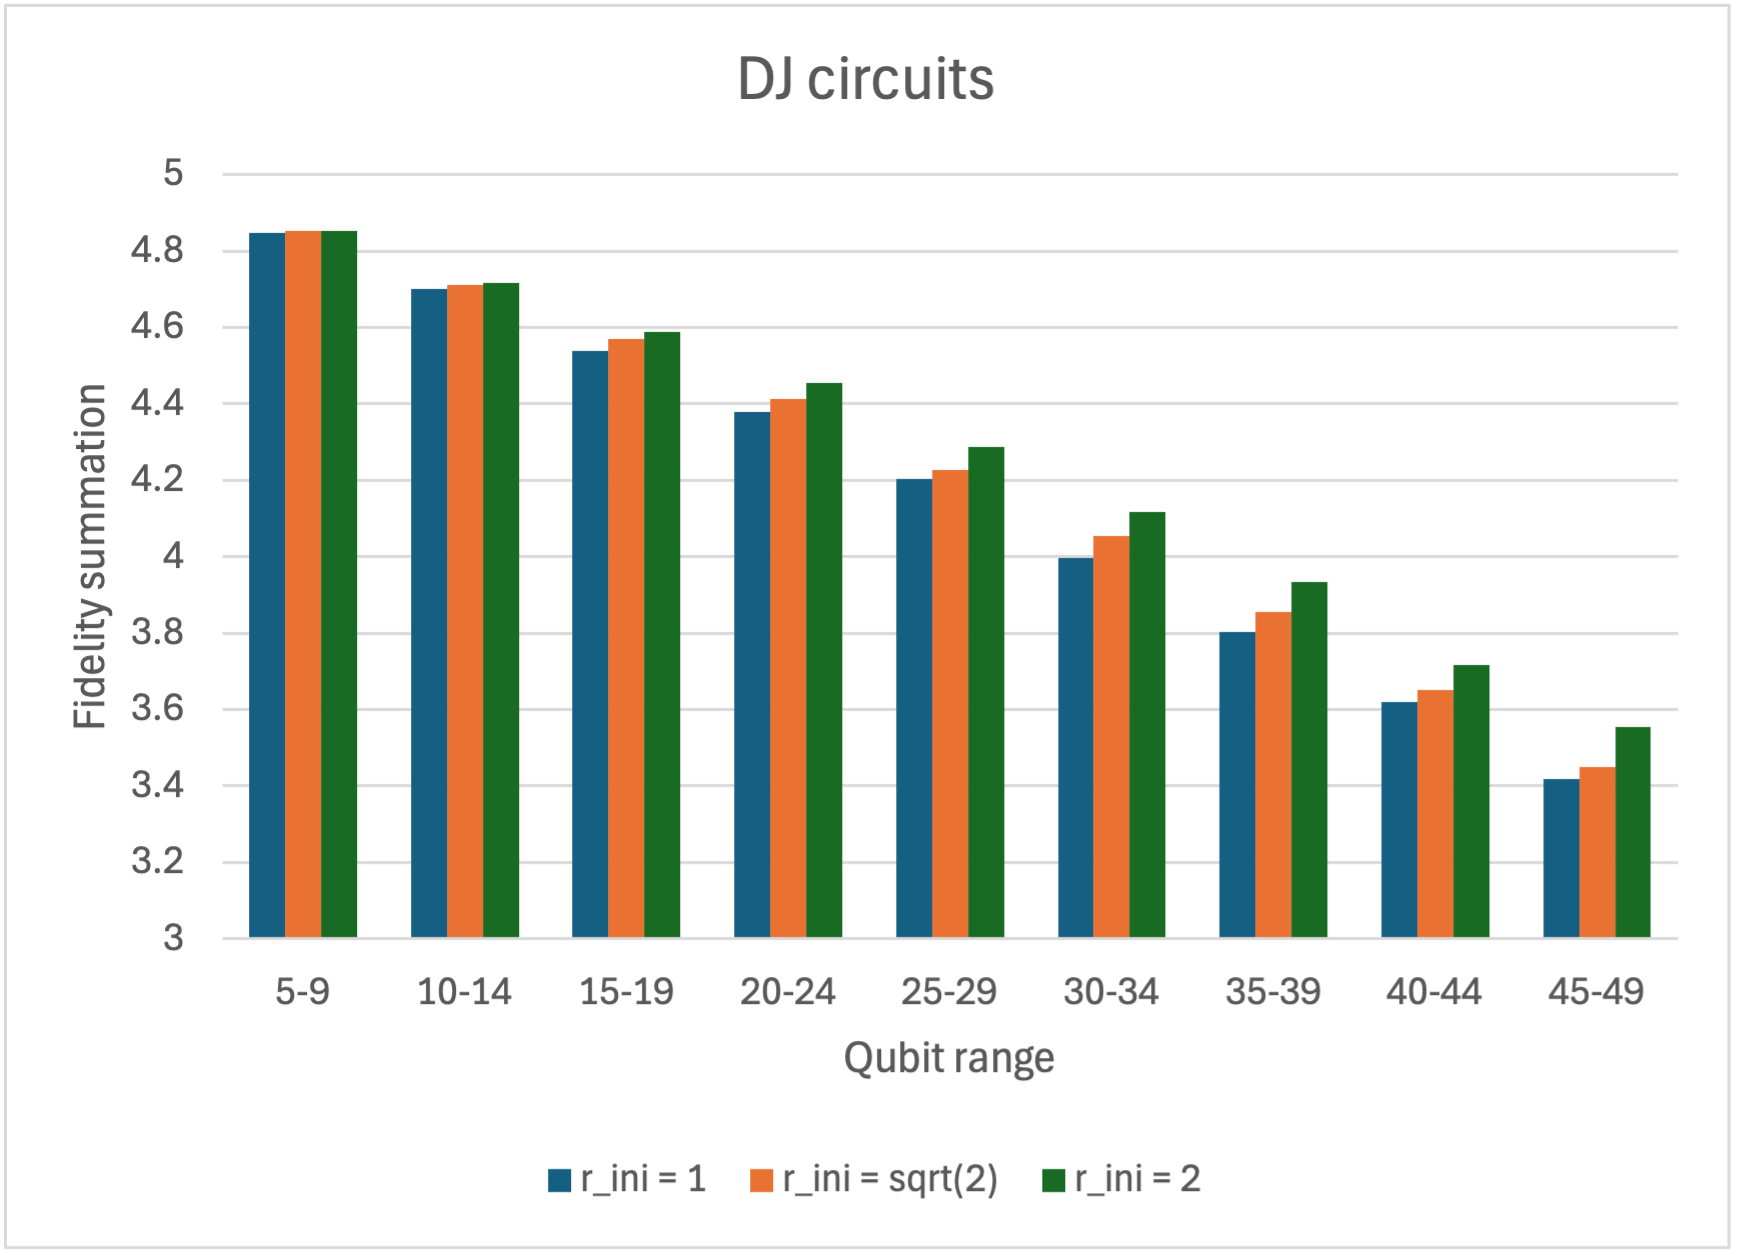 DJ circuits
5
4.8
4.6
4.4
4.2
4
3.8
3.6
3.4
3.2
3
Fidelity summation
5-9 10-14 15-19 20-24 25-29 30-34 35-39 40-44 45-49
Qubit range
r_ini = 1 r_ini = sqrt(2) r_ini = 2